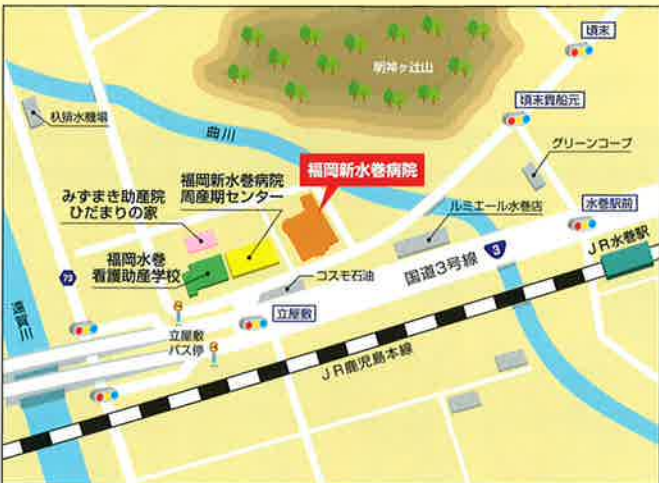 頃末
明神ヶ辻山
頃末貴船元
杁排水機場
曲川
グリーンコープ
福岡新水巻病院
みずまき助産院
ひだまりの家
福岡新水巻病院
周産期センター
ルミエール水巻店
水巻駅前
JR水巻駅
福岡水巻
看護助産学校
73
コスモ石油
国道3号線
3
遠賀川
立屋敷
立屋敷
バス停
JR鹿児島本線